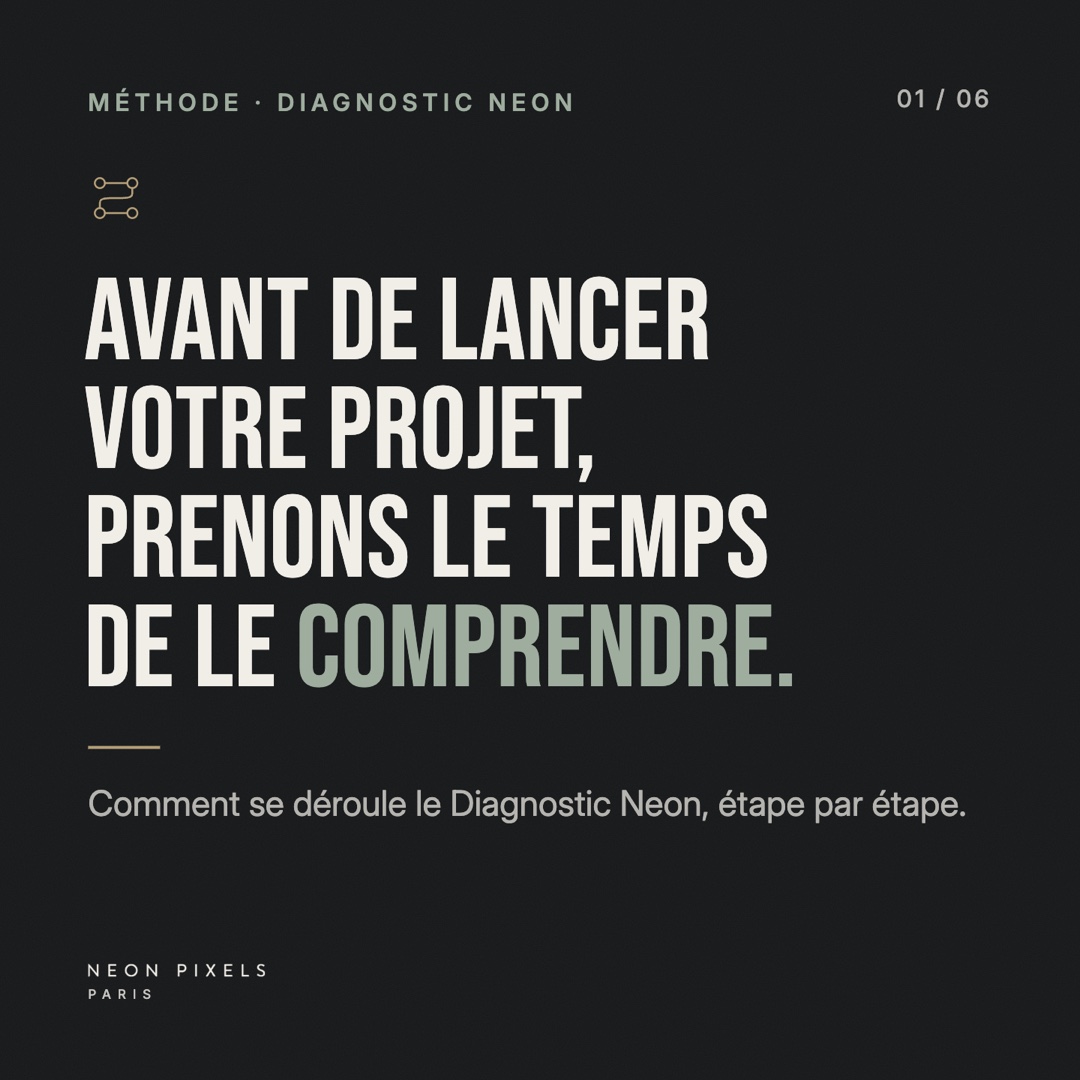 MÉTHODE · DIAGNOSTIC NEON
01 / 06
AVANT DE LANCER
VOTRE PROJET,
PRENONS LE TEMPS
DE LE COMPRENDRE.
Comment se déroule le Diagnostic Neon, étape par étape.
NEON PIXELS
PARIS